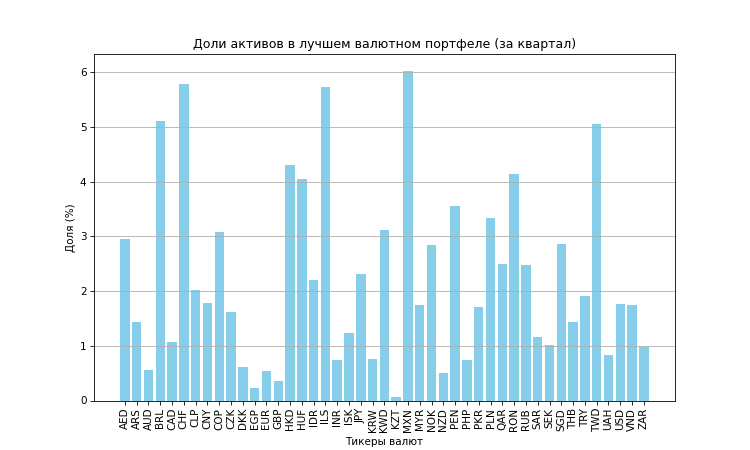 Доли активов в лучшем валютном портфеле (за квартал)
Доля (%)
6
5
4
3
2
1
0
AED ARS AUD BRL CAD CHF CLP CNY COP CZK DKK EGP EUR GBP HKD HUF IDR ILS INR ISK JPY KRW KWD KZT MXN MYR NOK NZD PEN PHP PKR PLN QAR RON RUB SAR SEK SGD THB TRY TWD UAH USD VND ZAR
Тикеры валют